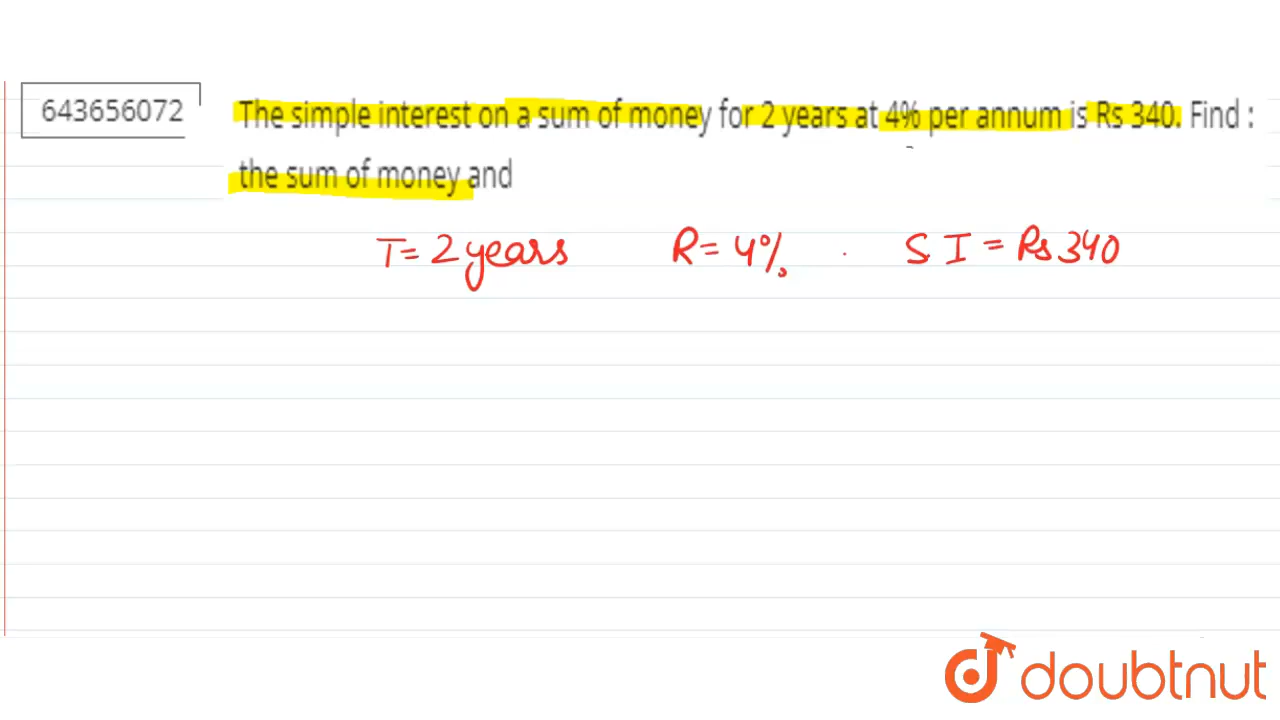 643656072
The simple interest on a sum of money for 2 years at 4% per annum is Rs 340. Find :
the sum of money and
T = 2 years R = 4% S.I = Rs 340
doubtnut